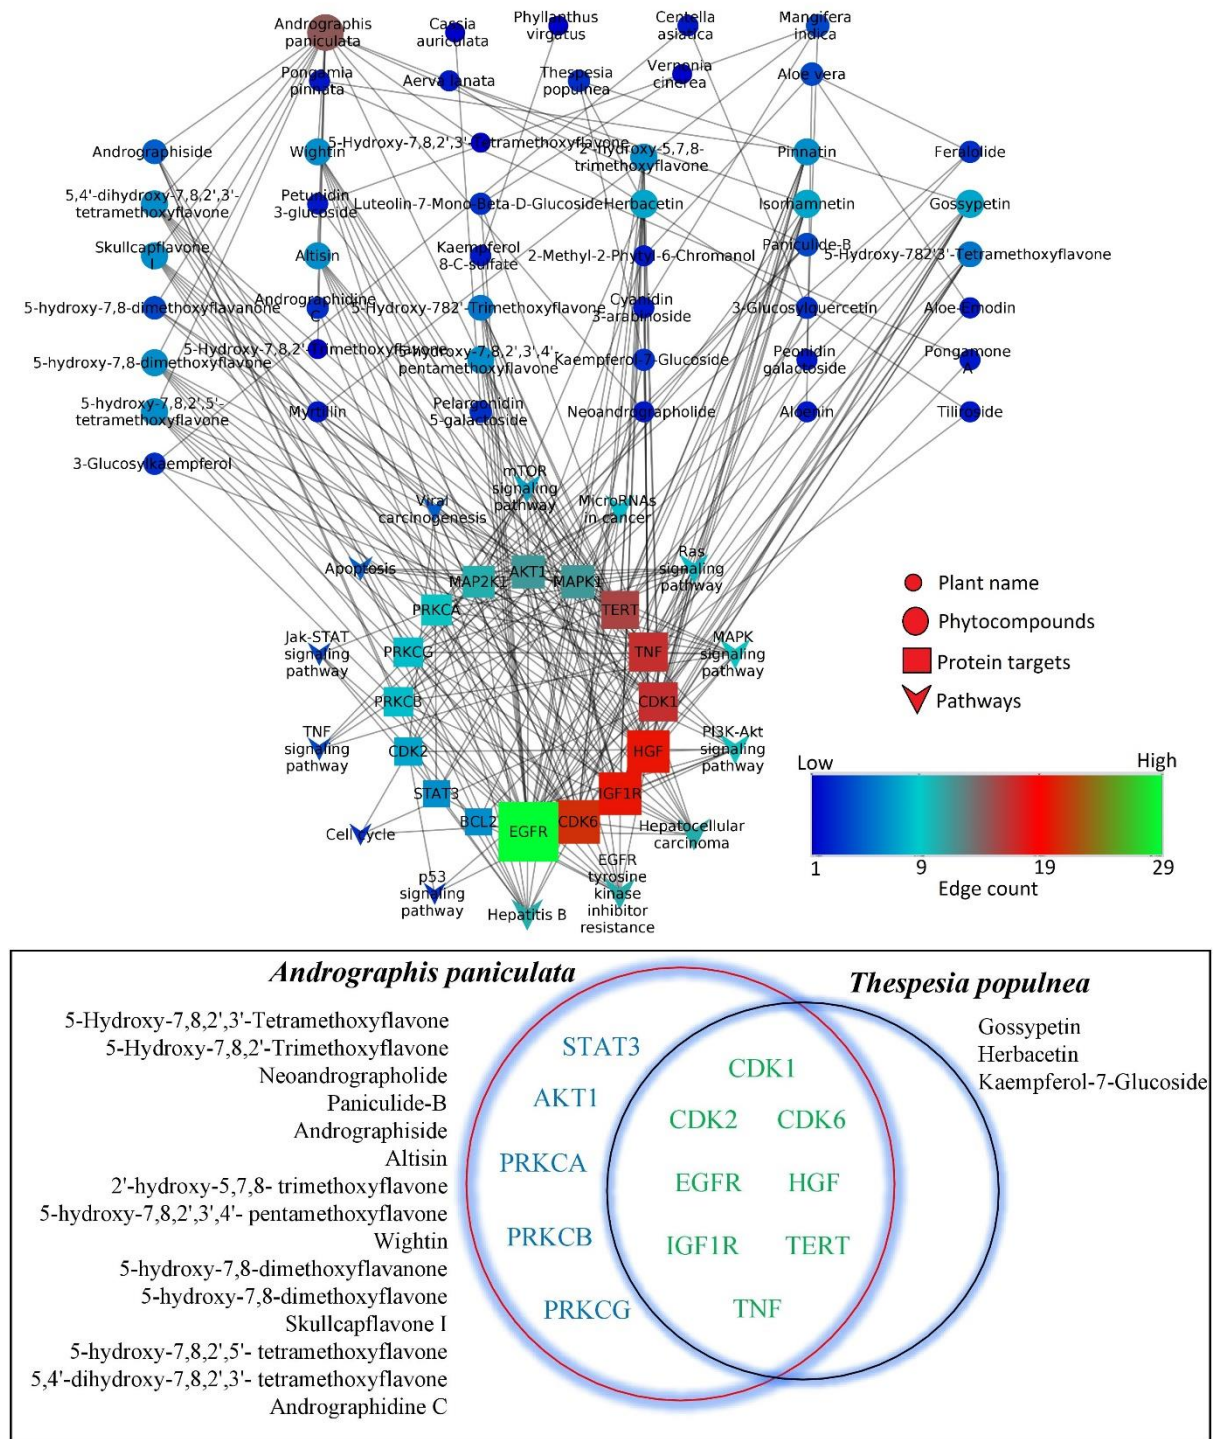 Andrographis
paniculata
Cassia
auriculata
Phyllanthus
virgatus
Centella
asiatica
Mangifera
indica
Pongamia
pinnata
Aerva lanata
Thespesia
populnea
Vernonia
cinerea
Aloe vera
Andrographiside
Wightin
5-Hydroxy-7,8,2',3'-Tetramethoxyflavone
2'-hydroxy-5,7,8-
trimethoxyflavone
Pinnatin
Feralolide
5,4'-dihydroxy-7,8,2',3'-
tetramethoxyflavone
Petunidin
3-glucoside
Luteolin-7-Mono-Beta-D-Glucoside
Herbacetin
Isorhamnetin
Gossypetin
Skullcapflavone
I
Altisin
Kaempferol
8-C-sulfate
2-Methyl-2-Phytyl-6-Chromanol
Paniculide-B
5-Hydroxy-782'3'-Tetramethoxyflavone
5-hydroxy-7,8-dimethoxyflavanone
Andrographidine
C
5-Hydroxy-782'-Trimethoxyflavone
Cyanidin
3-arabinoside
3-Glucosylquercetin
Aloe-Emodin
5-hydroxy-7,8-dimethoxyflavone
5-Hydroxy-7,8,2'-Trimethoxyflavone
5-hydroxy-7,8,2',3',4'-
pentamethoxyflavone
Kaempferol-7-Glucoside
Peonidin
galactoside
Pongamone
A
5-hydroxy-7,8,2',5'-
tetramethoxyflavone
Myrtillin
Pelargonidin
5-galactoside
Neoandrographolide
Aloenin
Tiliroside
3-Glucosylkaempferol
mTOR
signaling
pathway
Viral
carcinogenesis
MicroRNAs
in cancer
Apoptosis
MAP2K1
AKT1
MAPK1
Ras
signaling
pathway
PRKCA
TERT
Jak-STAT
signaling
pathway
PRKCG
TNF
MAPK
signaling
pathway
PRKCB
CDK1
TNF
signaling
pathway
CDK2
HGF
PI3K-Akt
signaling
pathway
STAT3
IGF1R
Cell cycle
BCL2
EGFR
CDK6
Hepatocellular
carcinoma
p53
signaling
pathway
Hepatitis B
EGFR
tyrosine
kinase
inhibitor
resistance
Plant name
Phytocompounds
Protein targets
Pathways
Low
High
1
9
19
29
Edge count
Andrographis paniculata
Thespesia populnea
5-Hydroxy-7,8,2',3'-Tetramethoxyflavone
5-Hydroxy-7,8,2'-Trimethoxyflavone
Neoandrographolide
Paniculide-B
Andrographiside
Altisin
2'-hydroxy-5,7,8- trimethoxyflavone
5-hydroxy-7,8,2',3',4'- pentamethoxyflavone
Wightin
5-hydroxy-7,8-dimethoxyflavanone
5-hydroxy-7,8-dimethoxyflavone
Skullcapflavone I
5-hydroxy-7,8,2',5'- tetramethoxyflavone
5,4'-dihydroxy-7,8,2',3'- tetramethoxyflavone
Andrographidine C
STAT3
AKT1
PRKCA
PRKCB
PRKCG
CDK1
CDK2
CDK6
EGFR
HGF
IGF1R
TERT
TNF
Gossypetin
Herbacetin
Kaempferol-7-Glucoside